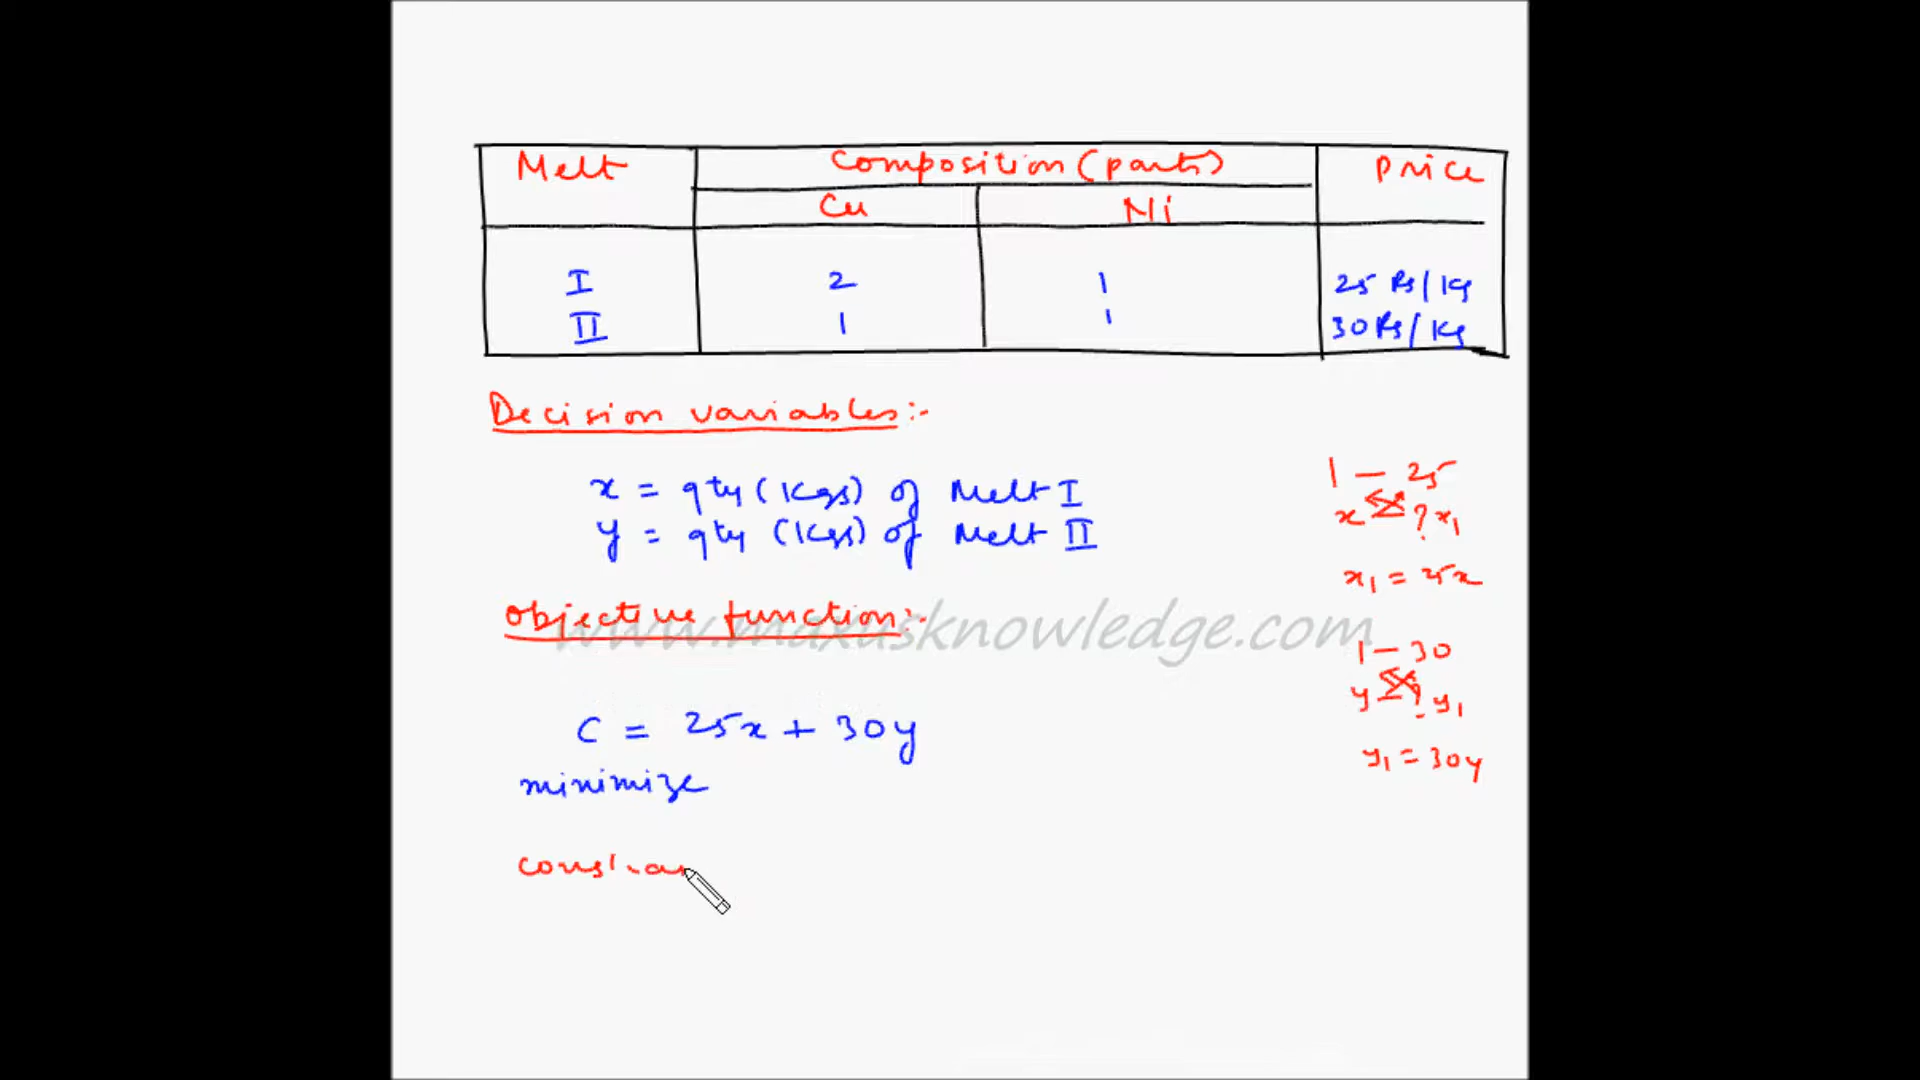 Melt Composition (parts) Price
Cu Ni
I 2 1 25 Rs/Kg
II 1 1 30 Rs/Kg
Decision variables:-
x = qty (Kgs) of Melt I
y = qty (Kgs) of Melt II
1 — 25
x ? x1
x1 = 25x
Objective function:-
www.maxusknowledge.com
1 — 30
y ? y1
C = 25x + 30y
y1 = 30y
minimize